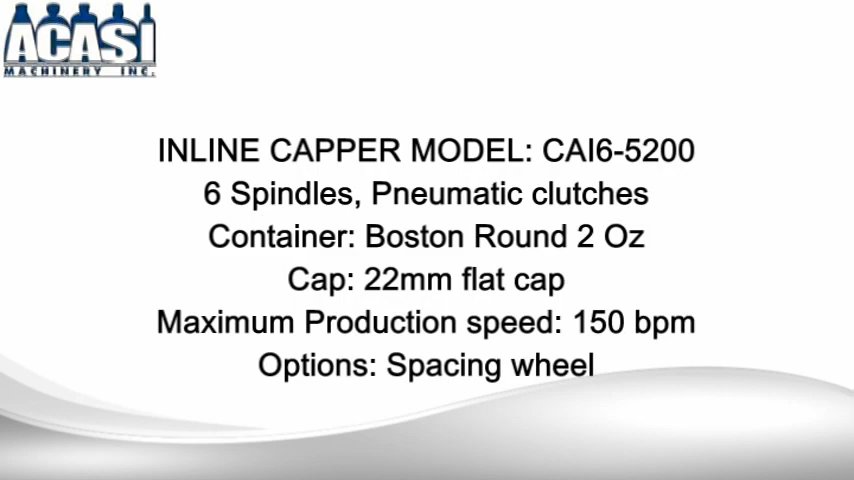 ACASI
MACHINERY INC.
INLINE CAPPER MODEL: CAI6-5200
6 Spindles, Pneumatic clutches
Container: Boston Round 2 Oz
Cap: 22mm flat cap
Maximum Production speed: 150 bpm
Options: Spacing wheel